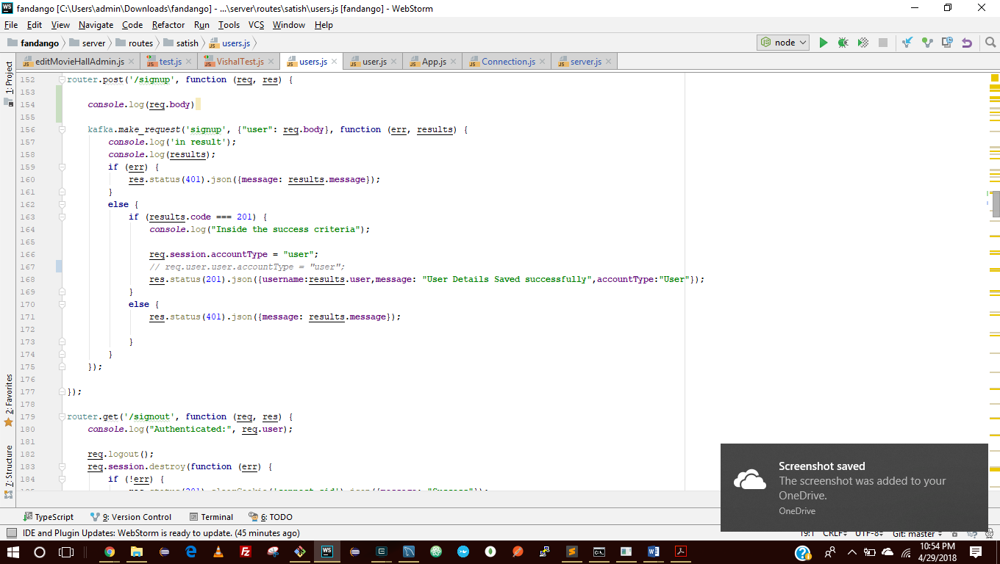 fandango [C:\Users\admin\Downloads\fandango] - ...\server\routes\satish\users.js [fandango] - WebStorm
File Edit View Navigate Code Refactor Run Tools VCS Window Help
fandango server routes satish users.js node
editMovieHallAdmin.js test.js VishalTest.js users.js user.js App.js Connection.js server.js
1: Project
2: Favorites
7: Structure
152 router.post('/signup', function (req, res) {
153
154 console.log(req.body)
155
156 kafka.make_request('signup', {"user": req.body}, function (err, results) {
157 console.log('in result');
158 console.log(results);
159 if (err) {
160 res.status(401).json({message: results.message});
161 }
162 else {
163 if (results.code === 201) {
164 console.log("Inside the success criteria");
165
166 req.session.accountType = "user";
167 // req.user.user.accountType = "user";
168 res.status(201).json({username:results.user,message: "User Details Saved successfully",accountType:"User"});
169 }
170 else {
171 res.status(401).json({message: results.message});
172
173 }
174 }
175 });
176
177 });
178
179 router.get('/signout', function (req, res) {
180 console.log("Authenticated:", req.user);
181
182 req.logout();
183 req.session.destroy(function (err) {
184 if (!err) {
Screenshot saved
The screenshot was added to your
OneDrive.
OneDrive
TypeScript 9: Version Control Terminal 6: TODO
IDE and Plugin Updates: WebStorm is ready to update. (45 minutes ago) 19:1 CRLF UTF-8 Git: master
10:54 PM
4/29/2018